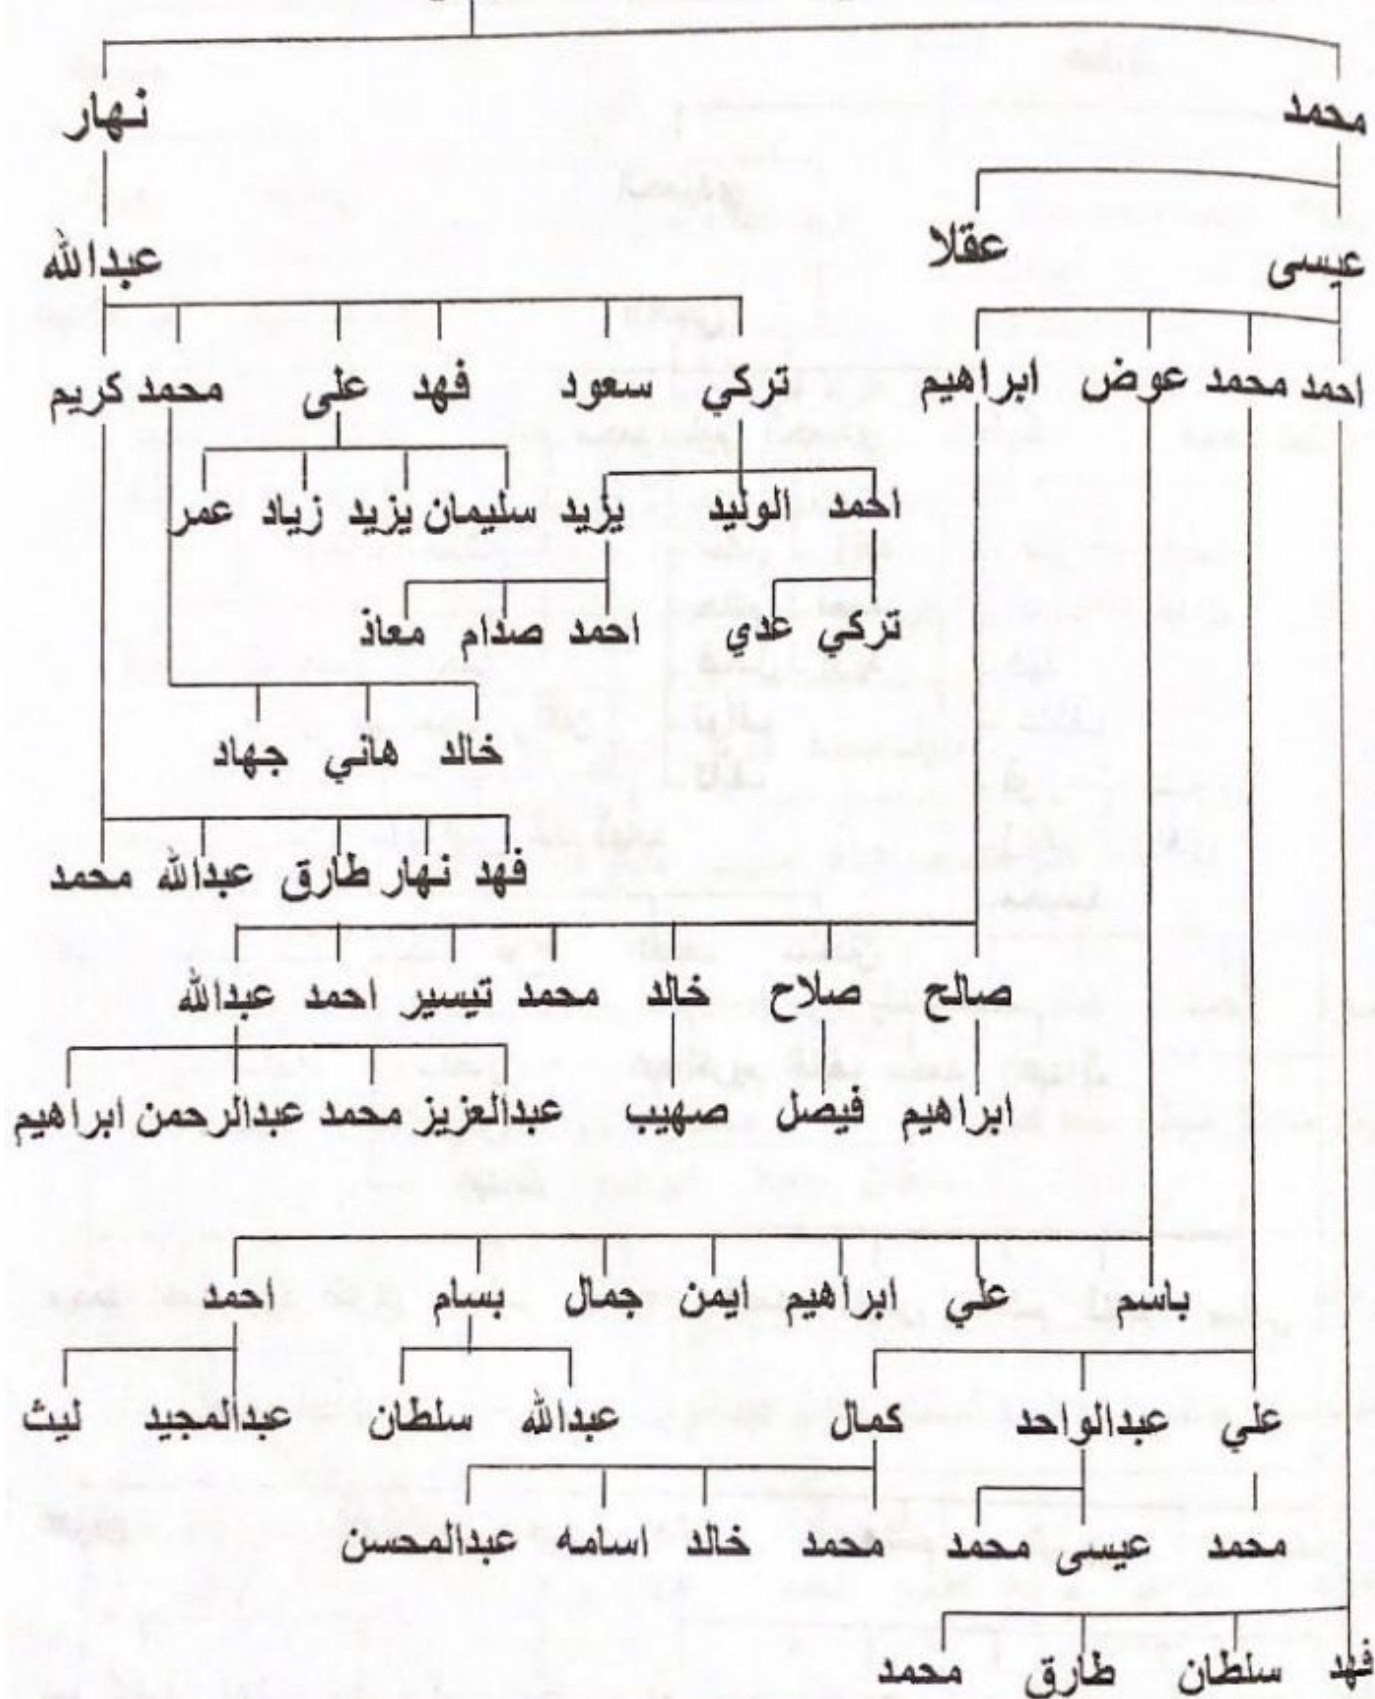 محمد نهار
عيسى عقلا عبدالله
احمد محمد عوض ابراهيم تركي سعود فهد على محمد كريم
احمد الوليد يزيد سليمان يزيد زياد عمر
تركي عدي احمد صدام معاذ
خالد هاني جهاد
فهد نهار طارق عبدالله محمد
صالح صلاح خالد محمد تيسير احمد عبدالله
ابراهيم فيصل صهيب عبدالعزيز محمد عبدالرحمن ابراهيم
باسم علي ابراهيم ايمن جمال بسام احمد
علي عبدالواحد كمال عبدالله سلطان عبدالمجيد ليث
محمد عيسى محمد محمد خالد اسامه عبدالمحسن
فهد سلطان طارق محمد